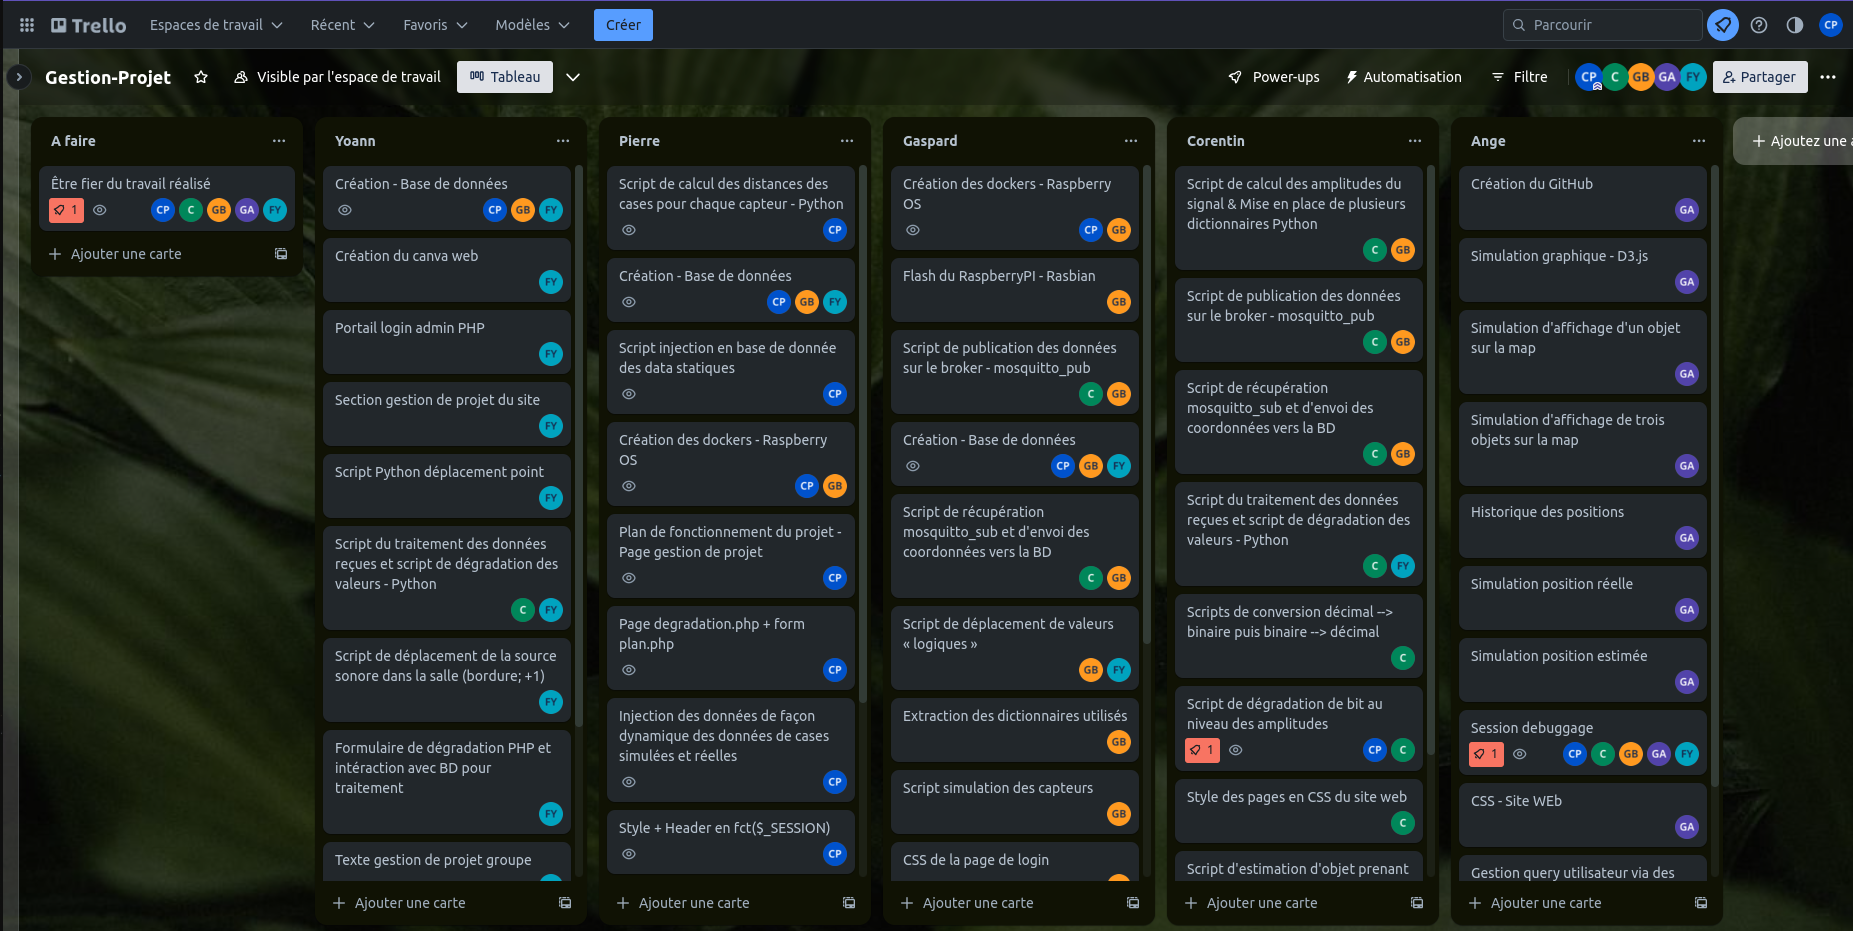 Trello
Espaces de travail
Récent
Favoris
Modèles
Créer
Parcourir
CP
Gestion-Projet
Visible par l'espace de travail
Tableau
Power-ups
Automatisation
Filtre
CP C GB GA FY
Partager
A faire
Être fier du travail réalisé
1
CP C GB GA FY
Ajouter une carte
Yoann
Création - Base de données
CP GB FY
Création du canva web
FY
Portail login admin PHP
FY
Section gestion de projet du site
FY
Script Python déplacement point
FY
Script du traitement des données
reçues et script de dégradation des
valeurs - Python
C FY
Script de déplacement de la source
sonore dans la salle (bordure; +1)
FY
Formulaire de dégradation PHP et
intéraction avec BD pour
traitement
FY
Texte gestion de projet groupe
Ajouter une carte
Pierre
Script de calcul des distances des
cases pour chaque capteur - Python
CP
Création - Base de données
CP GB FY
Script injection en base de donnée
des data statiques
CP
Création des dockers - Raspberry
OS
CP GB
Plan de fonctionnement du projet -
Page gestion de projet
CP
Page degradation.php + form
plan.php
CP
Injection des données de façon
dynamique des données de cases
simulées et réelles
CP
Style + Header en fct($_SESSION)
CP
Ajouter une carte
Gaspard
Création des dockers - Raspberry
OS
CP GB
Flash du RaspberryPI - Rasbian
GB
Script de publication des données
sur le broker - mosquitto_pub
C GB
Création - Base de données
CP GB FY
Script de récupération
mosquitto_sub et d'envoi des
coordonnées vers la BD
C GB
Script de déplacement de valeurs
« logiques »
GB FY
Extraction des dictionnaires utilisés
GB
Script simulation des capteurs
GB
CSS de la page de login
Ajouter une carte
Corentin
Script de calcul des amplitudes du
signal & Mise en place de plusieurs
dictionnaires Python
C GB
Script de publication des données
sur le broker - mosquitto_pub
C GB
Script de récupération
mosquitto_sub et d'envoi des
coordonnées vers la BD
C GB
Script du traitement des données
reçues et script de dégradation des
valeurs - Python
C FY
Scripts de conversion décimal -->
binaire puis binaire --> décimal
C
Script de dégradation de bit au
niveau des amplitudes
1
CP C
Style des pages en CSS du site web
C
Script d'estimation d'objet prenant
Ajouter une carte
Ange
Création du GitHub
GA
Simulation graphique - D3.js
GA
Simulation d'affichage d'un objet
sur la map
GA
Simulation d'affichage de trois
objets sur la map
GA
Historique des positions
GA
Simulation position réelle
GA
Simulation position estimée
GA
Session debuggage
1
CP C GB GA FY
CSS - Site WEb
GA
Gestion query utilisateur via des
Ajouter une carte
Ajoutez une a